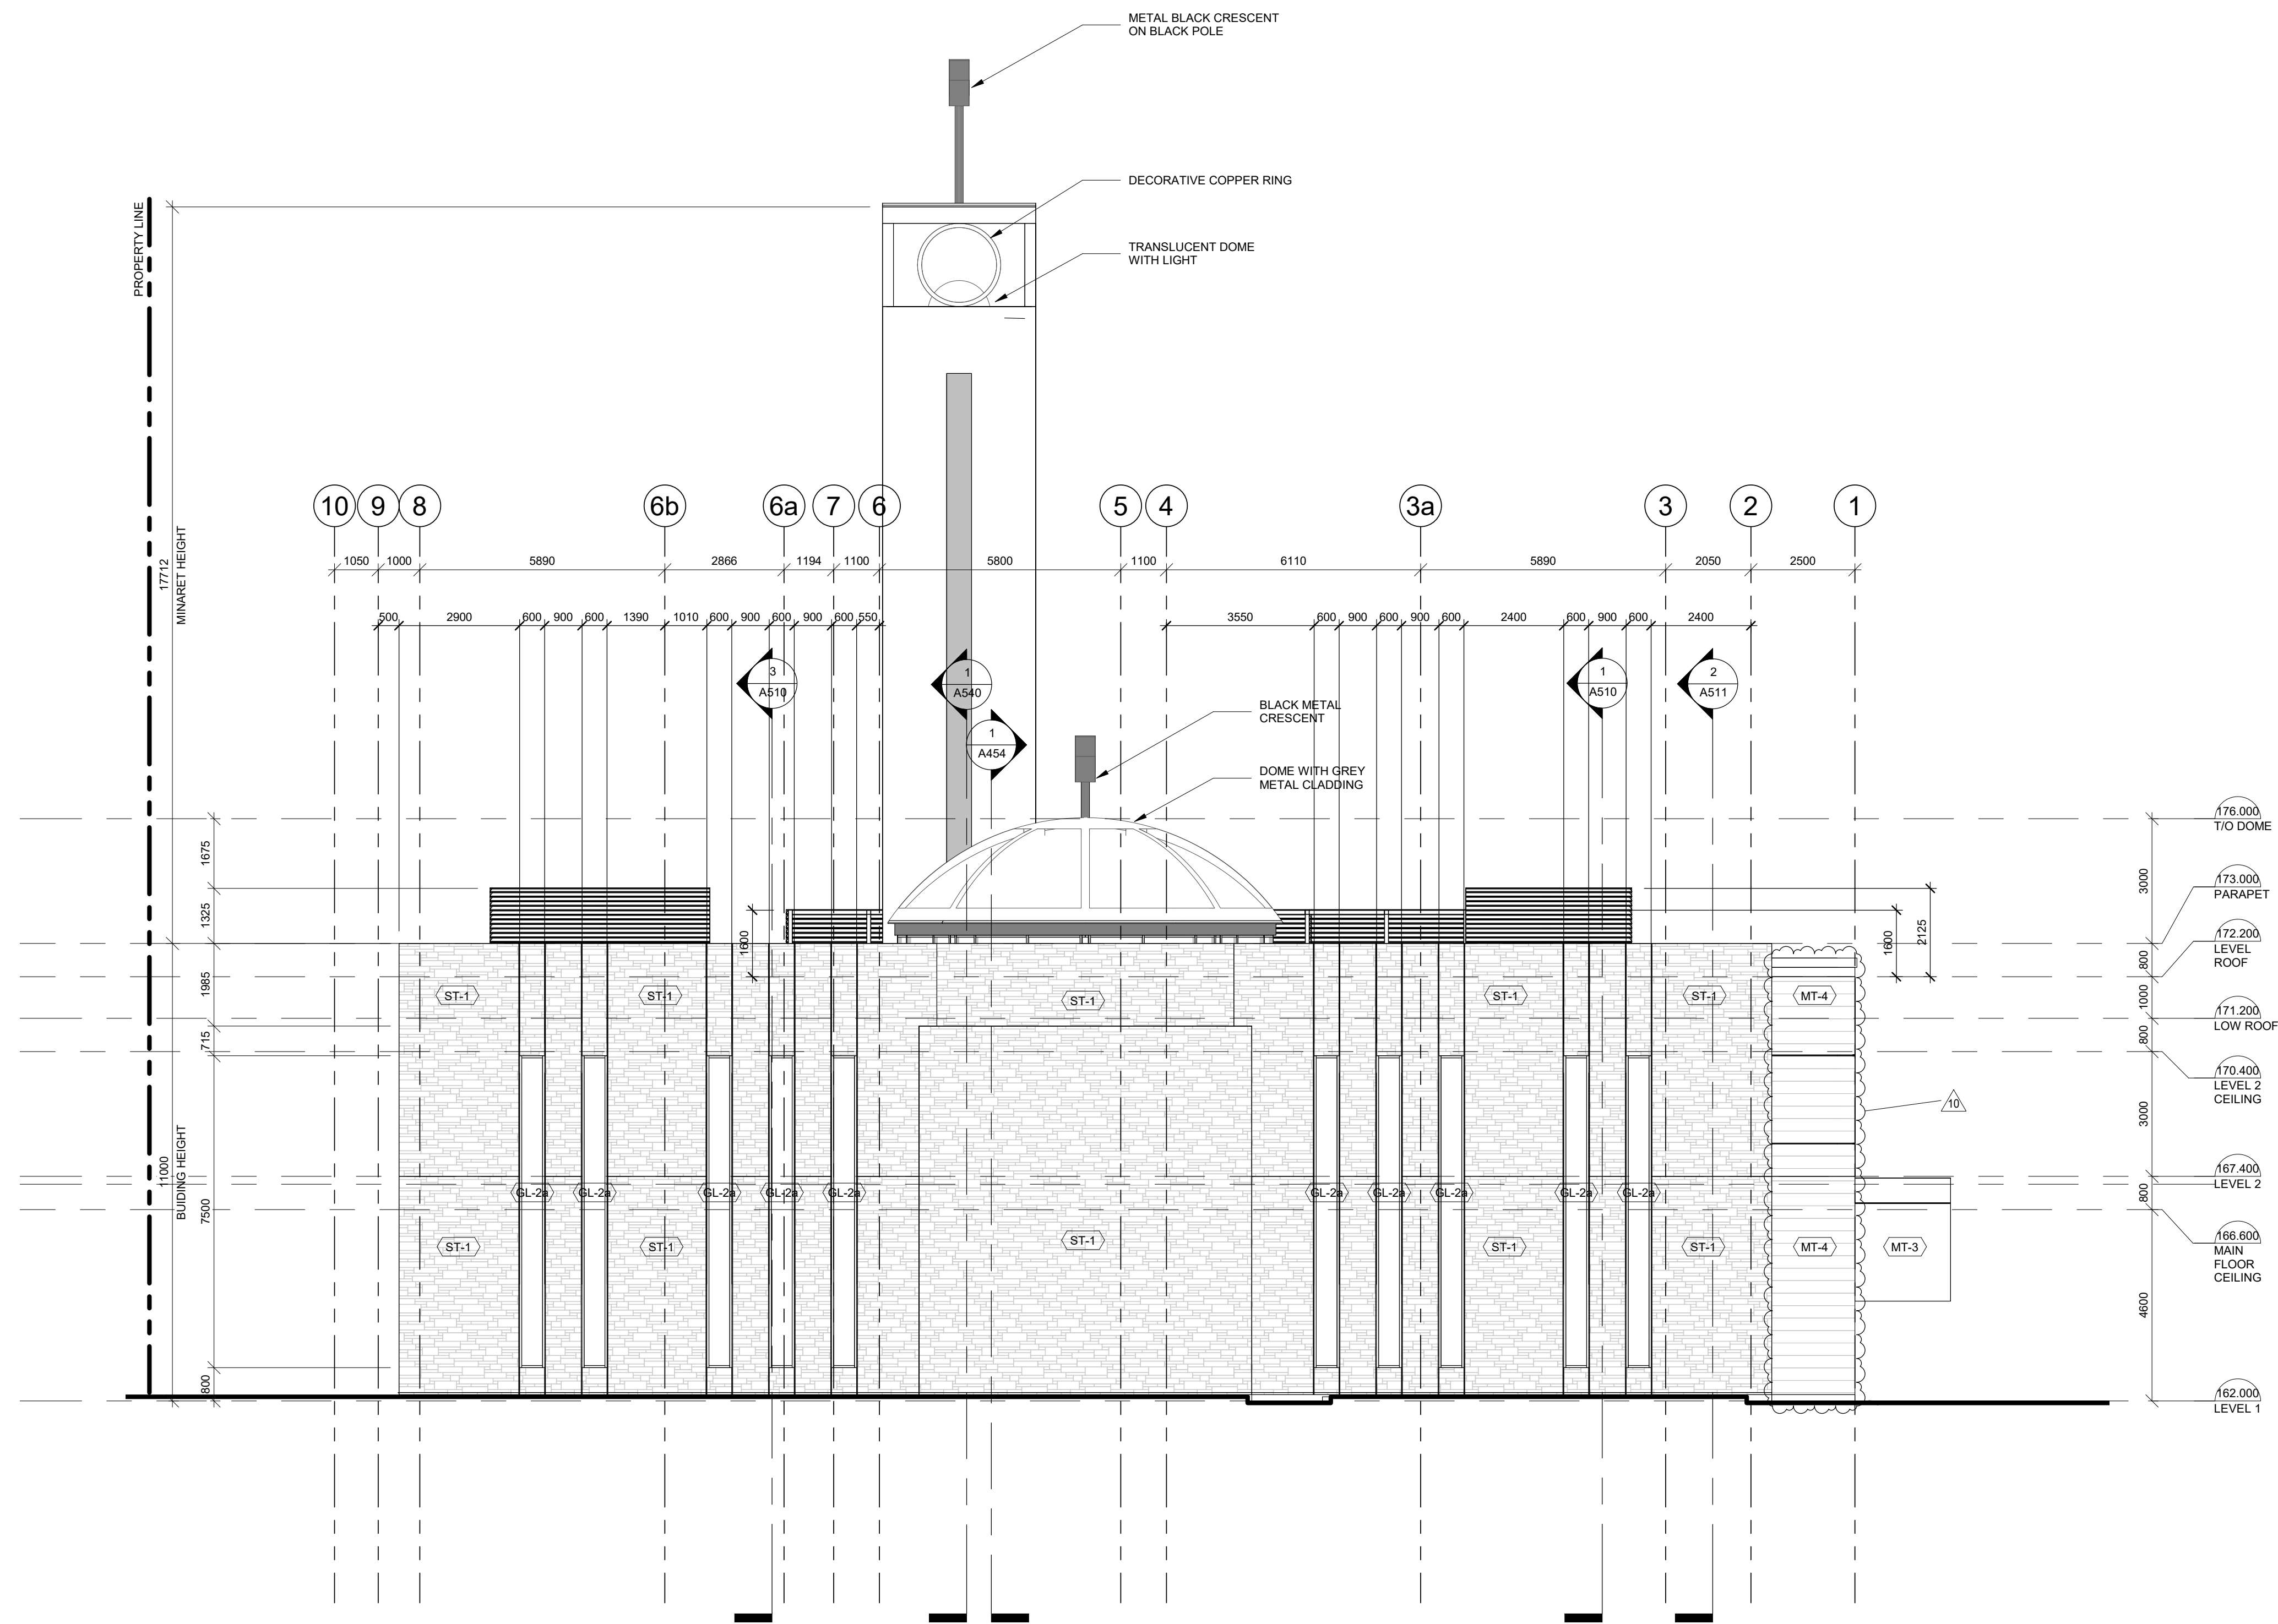 METAL BLACK CRESCENT
ON BLACK POLE
DECORATIVE COPPER RING
TRANSLUCENT DOME
WITH LIGHT
PROPERTY LINE
17712
MINARET HEIGHT
10
9
8
6b
6a
7
6
5
4
3a
3
2
1
1050
1000
5890
2866
1194
1100
5800
1100
6110
5890
2050
2500
500
2900
600
900
600
1390
1010
600
900
600
900
600
550
3550
600
900
600
900
600
2400
600
900
600
2400
3
A510
1
A540
1
A454
1
A510
2
A511
BLACK METAL
CRESCENT
DOME WITH GREY
METAL CLADDING
1675
1325
1985
715
7500
800
11000
BUIDING HEIGHT
1600
1600
2125
3000
800
1000
800
3000
800
4600
176.000
T/O DOME
173.000
PARAPET
172.200
LEVEL
ROOF
171.200
LOW ROOF
170.400
LEVEL 2
CEILING
167.400
LEVEL 2
166.600
MAIN
FLOOR
CEILING
162.000
LEVEL 1
ST-1
ST-1
ST-1
ST-1
ST-1
MT-4
10
GL-2a
GL-2a
GL-2a
GL-2a
GL-2a
GL-2a
GL-2a
GL-2a
GL-2a
GL-2a
ST-1
ST-1
ST-1
ST-1
ST-1
MT-4
MT-3